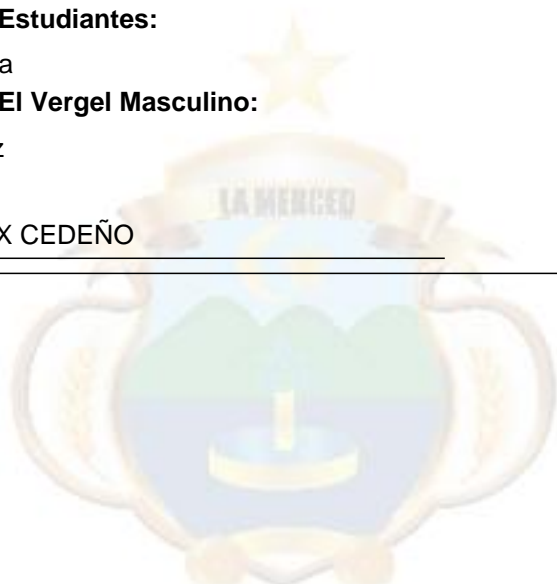 Estudiantes:
a
El Vergel Masculino:
z
LA MERCED
X CEDEÑO